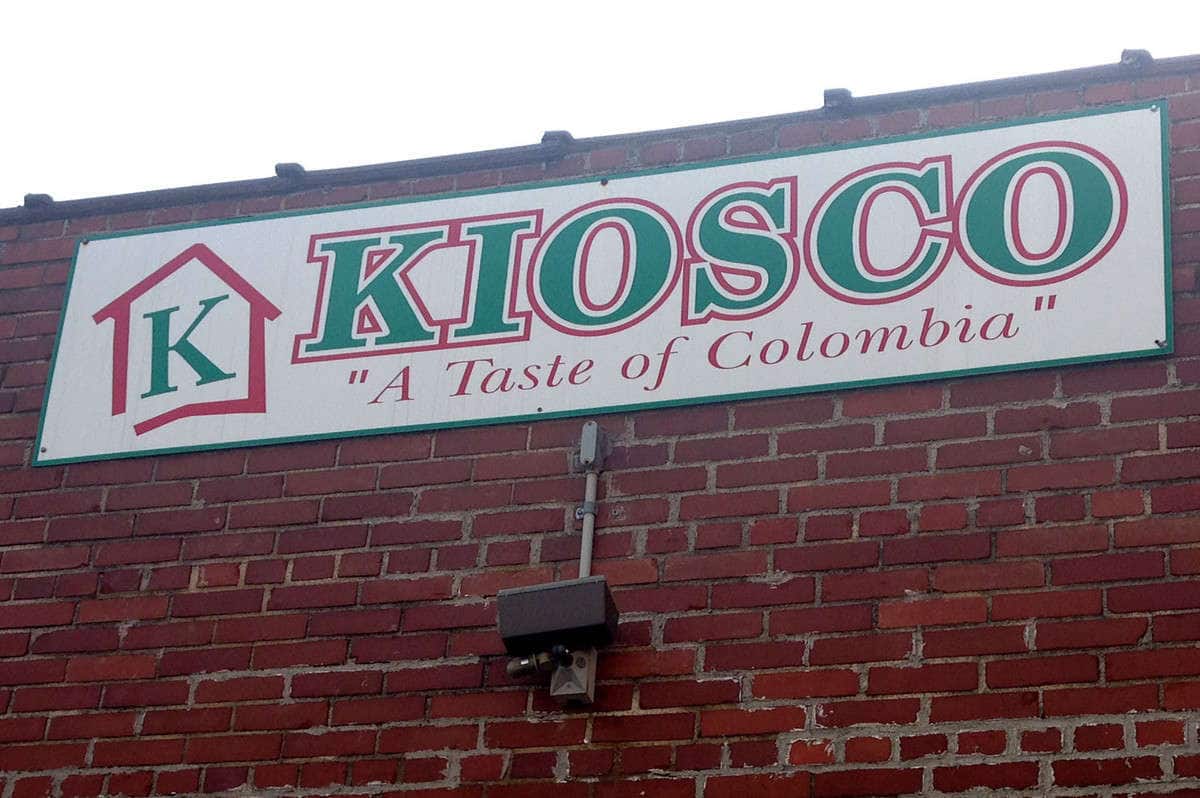 K
KIOSCO
"A Taste of Colombia"